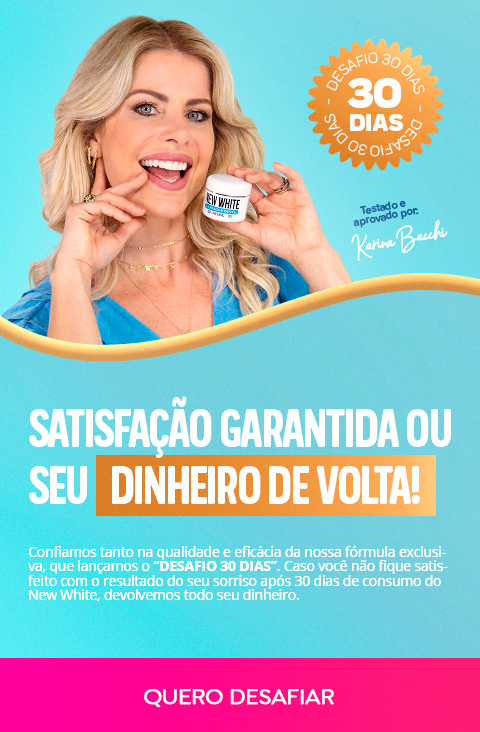 DESAFIO 30 DIAS - DESAFIO 30 DIAS -
30
DIAS
NEW WHITE
Testado e
aprovado por:
Karina Bacchi
SATISFAÇÃO GARANTIDA OU
SEU DINHEIRO DE VOLTA!
Confiamos tanto na qualidade e eficácia da nossa fórmula exclusi-
va, que lançamos o “DESAFIO 30 DIAS”. Caso você não fique satis-
feito com o resultado do seu sorriso após 30 dias de consumo do
New White, devolvemos todo seu dinheiro.
QUERO DESAFIAR